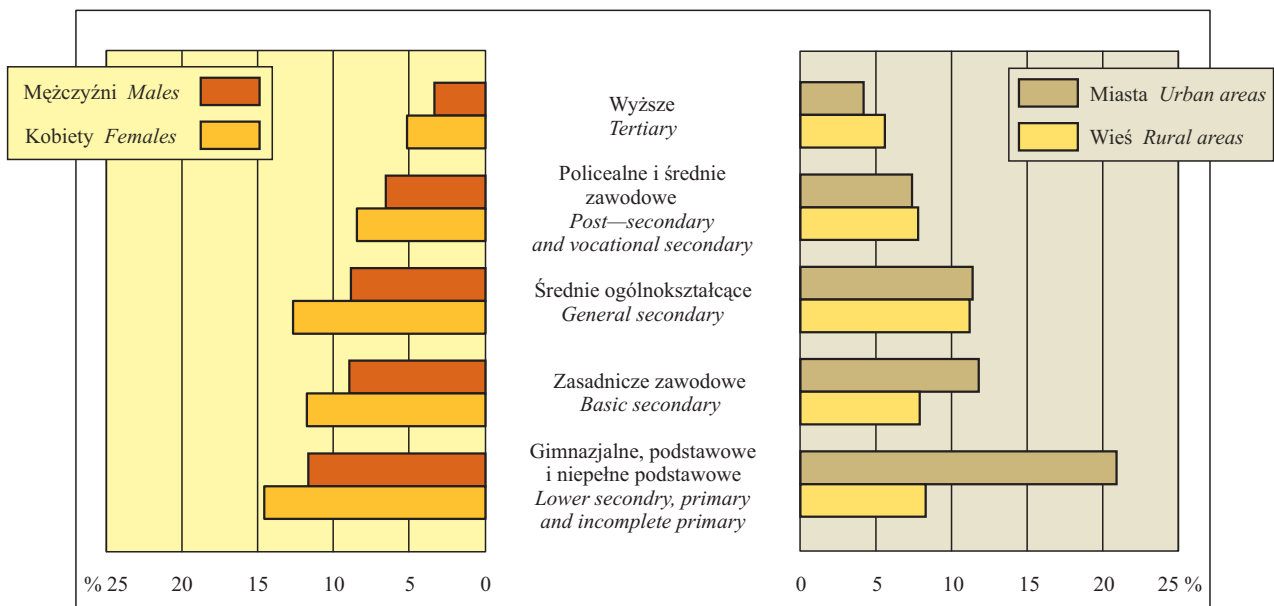 Mężczyźni Males
Kobiety Females
Wyższe
Tertiary
Policealne i średnie
zawodowe
Post—secondary
and vocational secondary
Średnie ogólnokształcące
General secondary
Zasadnicze zawodowe
Basic secondary
Gimnazjalne, podstawowe
i niepełne podstawowe
Lower secondry, primary
and incomplete primary
Miasta Urban areas
Wieś Rural areas
% 25 20 15 10 5 0
0 5 10 15 20 25 %